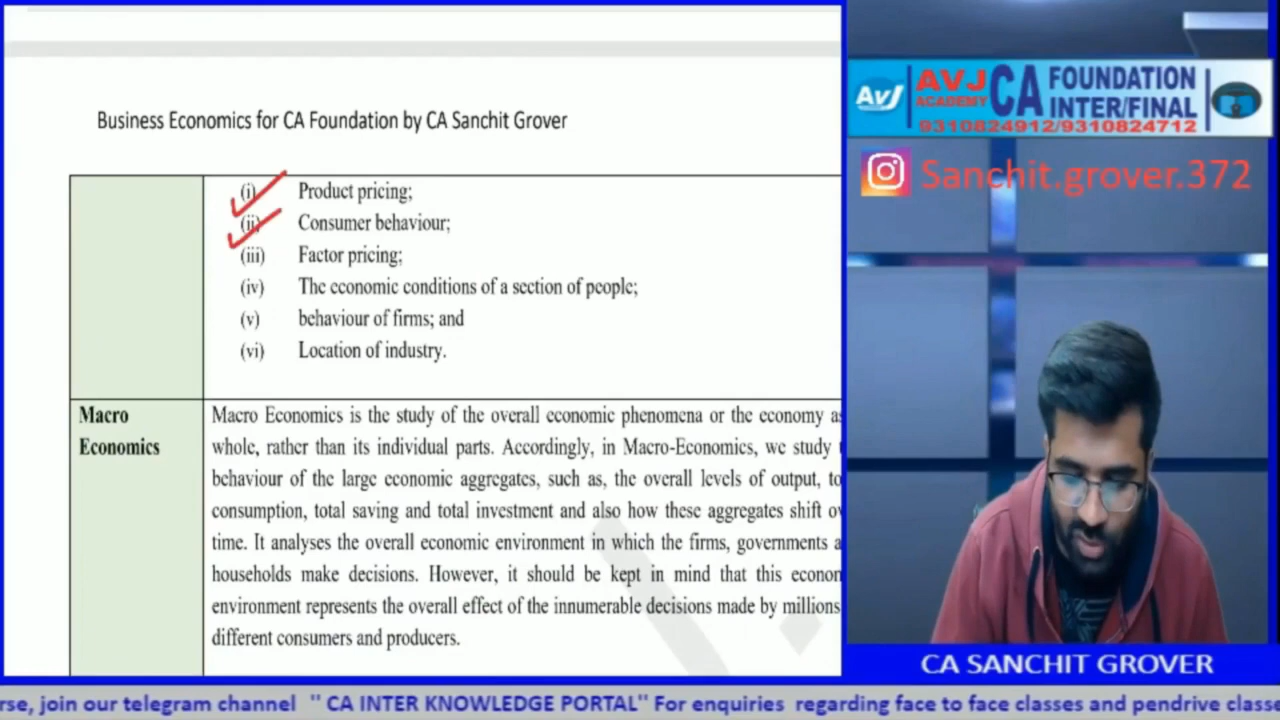 Business Economics for CA Foundation by CA Sanchit Grover
(i) Product pricing;
(ii) Consumer behaviour;
(iii) Factor pricing;
(iv) The economic conditions of a section of people;
(v) behaviour of firms; and
(vi) Location of industry.
Macro
Economics
Macro Economics is the study of the overall economic phenomena or the economy as
whole, rather than its individual parts. Accordingly, in Macro-Economics, we study
behaviour of the large economic aggregates, such as, the overall levels of output,
consumption, total saving and total investment and also how these aggregates shift
time. It analyses the overall economic environment in which the firms, governments
households make decisions. However, it should be kept in mind that this
environment represents the overall effect of the innumerable decisions made by millions
different consumers and producers.
AVJ
AVJ
ACADEMY
CA
FOUNDATION
INTER/FINAL
9310824912/9310824712
Sanchit.grover.372
CA SANCHIT GROVER
join our telegram channel " CA INTER KNOWLEDGE PORTAL" For enquiries regarding face to face classes and pendrive